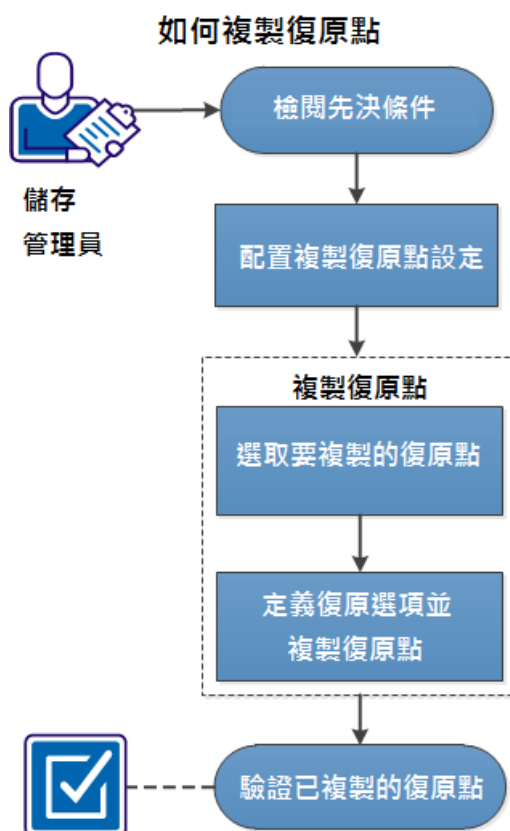 如何複製復原點
檢閱先決條件
儲存
管理員
配置複製復原點設定
複製復原點
選取要複製的復原點
定義復原選項並
複製復原點
驗證已複製的復原點